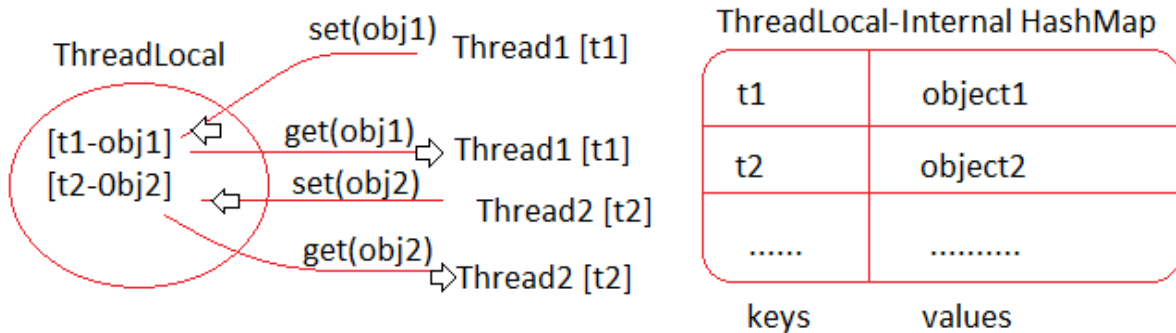 ThreadLocal
set(obj1)
Thread1 [t1]
[t1-obj1]
get(obj1)
Thread1 [t1]
[t2-0bj2]
set(obj2)
Thread2 [t2]
get(obj2)
Thread2 [t2]
ThreadLocal-Internal HashMap
t1 object1
t2 object2
...... ..........
keys values